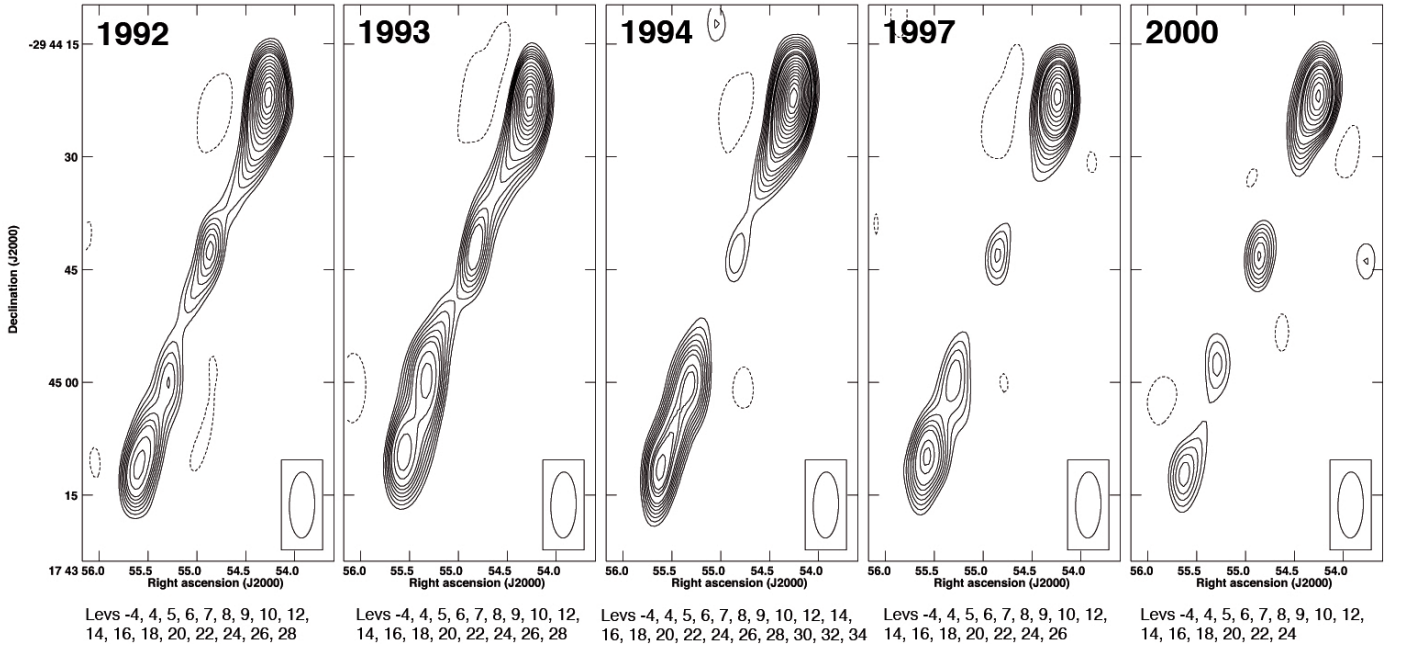 1992
1993
1994
1997
2000
-29 44 15
30
45
45 00
15
Declination (J2000)
17 43 56.0 55.5 55.0 54.5 54.0
56.0 55.5 55.0 54.5 54.0
56.0 55.5 55.0 54.5 54.0
56.0 55.5 55.0 54.5 54.0
56.0 55.5 55.0 54.5 54.0
Right ascension (J2000)
Right ascension (J2000)
Right ascension (J2000)
Right ascension (J2000)
Right ascension (J2000)
Levs -4, 4, 5, 6, 7, 8, 9, 10, 12,
14, 16, 18, 20, 22, 24, 26, 28
Levs -4, 4, 5, 6, 7, 8, 9, 10, 12,
14, 16, 18, 20, 22, 24, 26, 28
Levs -4, 4, 5, 6, 7, 8, 9, 10, 12, 14,
16, 18, 20, 22, 24, 26, 28, 30, 32, 34
Levs -4, 4, 5, 6, 7, 8, 9, 10, 12,
14, 16, 18, 20, 22, 24, 26
Levs -4, 4, 5, 6, 7, 8, 9, 10, 12,
14, 16, 18, 20, 22, 24